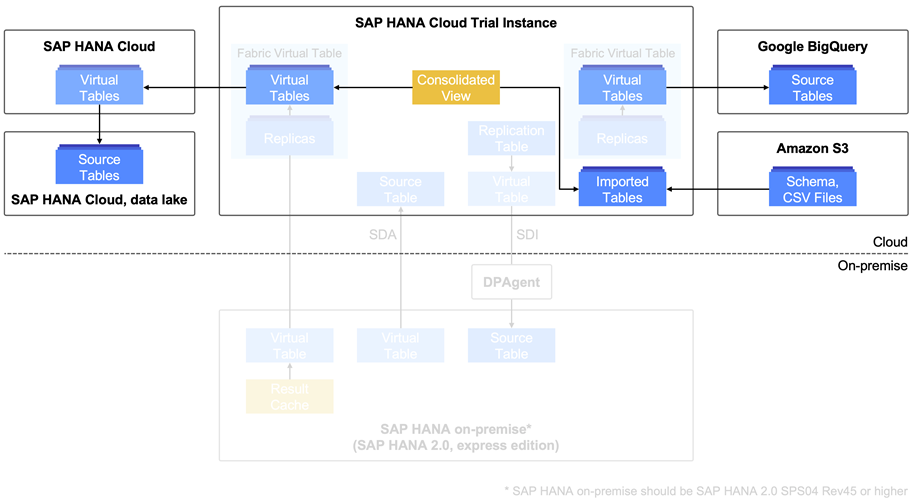 SAP HANA Cloud Trial Instance
SAP HANA Cloud
Virtual
Tables
Source
Tables
SAP HANA Cloud, data lake
Fabric Virtual Table
Virtual
Tables
Replicas
Consolidated
View
Replication
Table
Virtual
Table
Source
Table
SDA
SDI
Fabric Virtual Table
Virtual
Tables
Replicas
Imported
Tables
Google BigQuery
Source
Tables
Amazon S3
Schema,
CSV Files
Cloud
On-premise
DPAgent
Virtual
Table
Virtual
Table
Source
Table
Result
Cache
SAP HANA on-premise*
(SAP HANA 2.0, express edition)
* SAP HANA on-premise should be SAP HANA 2.0 SPS04 Rev45 or higher